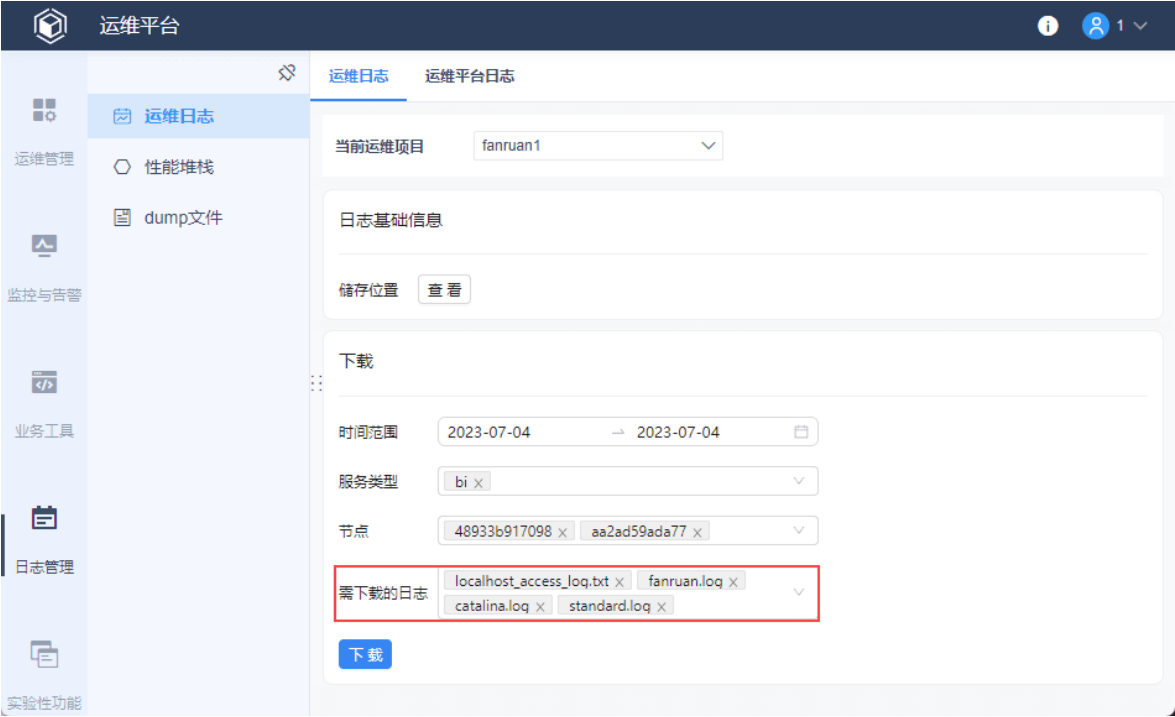 运维平台
1
运维管理
监控与告警
业务工具
日志管理
实验性功能
运维日志
性能堆栈
dump文件
运维日志 运维平台日志
当前运维项目 fanruan1
日志基础信息
储存位置 查看
下载
时间范围 2023-07-04 → 2023-07-04
服务类型 bi ×
节点 48933b917098 × aa2ad59ada77 ×
需下载的日志 localhost_access_log.txt × fanruan.log ×
catalina.log × standard.log ×
下载